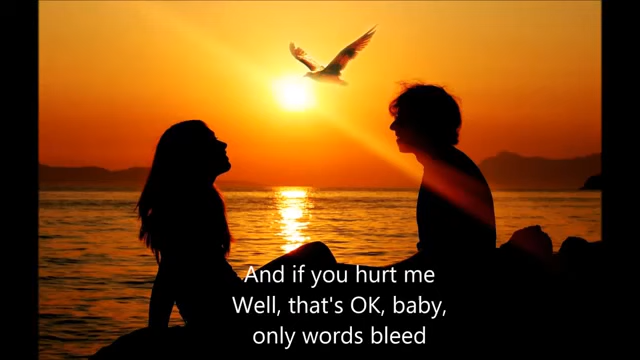 And if you hurt me
Well, that's OK, baby,
only words bleed